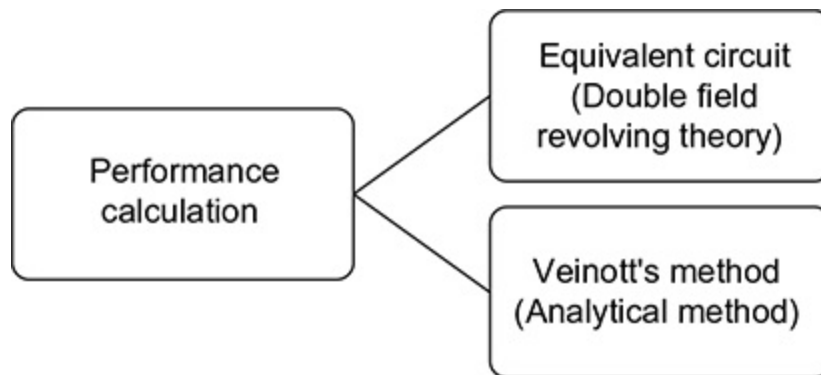 Performance
calculation
Equivalent circuit
(Double field
revolving theory)
Veinott's method
(Analytical method)